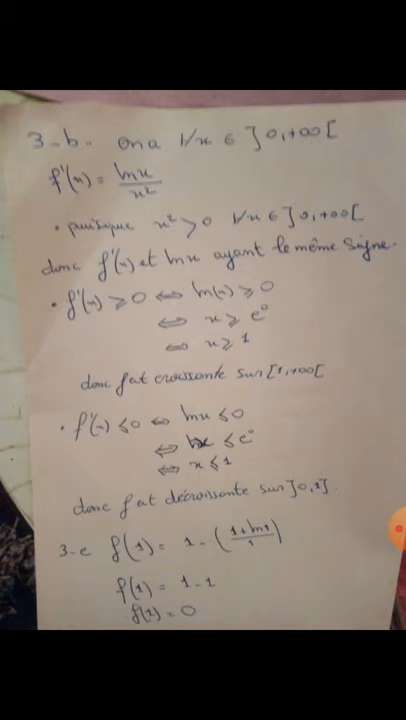 3-b- on a ∀x ∈ ]0,+∞[
f'(x) = lnx/x²
• puisque x² > 0 ∀x ∈ ]0,+∞[
donc f'(x) et lnx ayant le même signe.
• f'(x) ≥ 0 ⇔ ln(x) ≥ 0
⇔ x ≥ e⁰
⇔ x ≥ 1
donc f est croissante sur [1,+∞[
• f'(x) ≤ 0 ⇔ lnx ≤ 0
⇔ x ≤ e⁰
⇔ x ≤ 1
donc f est décroissante sur ]0,1].
3-c f(1) = 1 - (1+ln1/1)
f(1) = 1-1
f(1) = 0